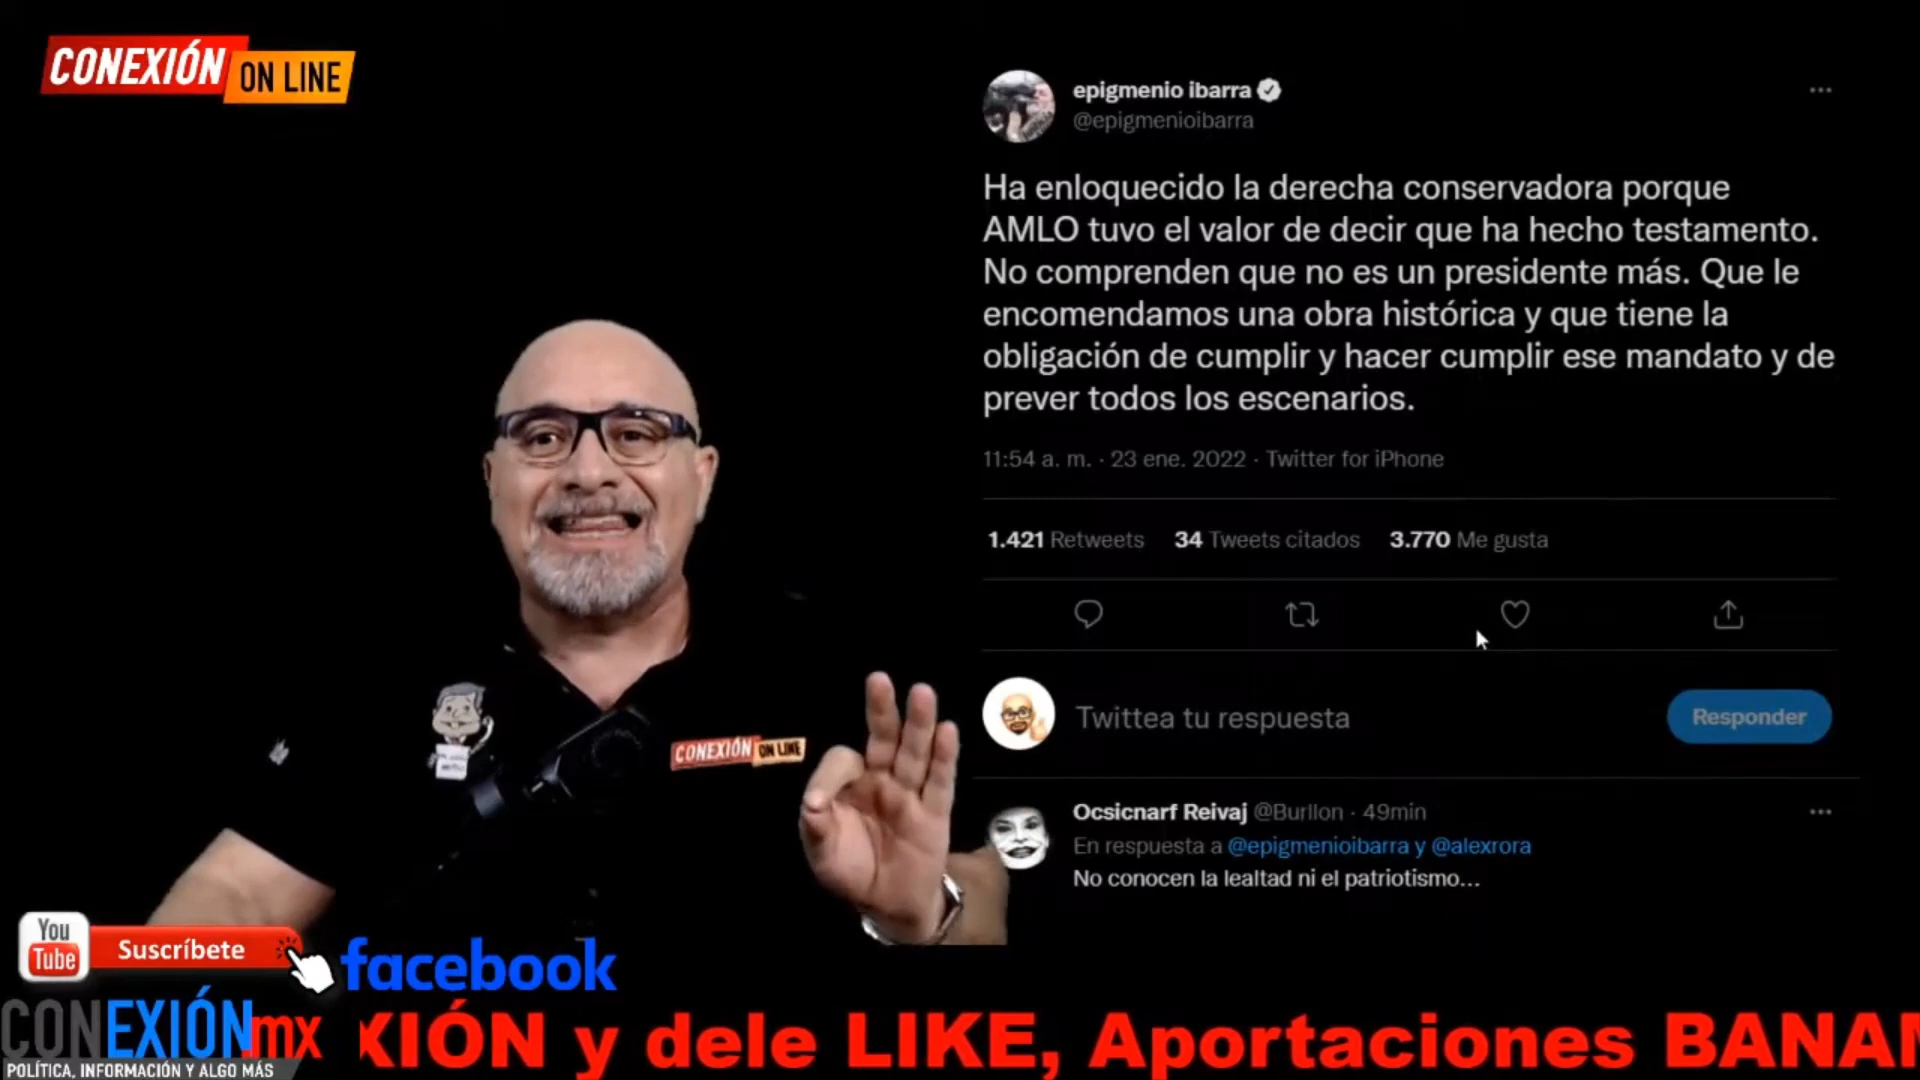 CONEXIÓN ON LINE
epigmenio ibarra
@epigmenioibarra
Ha enloquecido la derecha conservadora porque
AMLO tuvo el valor de decir que ha hecho testamento.
No comprenden que no es un presidente más. Que le
encomendamos una obra histórica y que tiene la
obligación de cumplir y hacer cumplir ese mandato y de
prever todos los escenarios.
11:54 a. m. · 23 ene. 2022 · Twitter for iPhone
1.421 Retweets 34 Tweets citados 3.770 Me gusta
Twittea tu respuesta
Responder
CONEXIÓN ON LINE
Ocsicnarf Reivaj @Burllon · 49min
En respuesta a @epigmenioibarra y @alexrora
No conocen la lealtad ni el patriotismo...
You Tube
Suscríbete
facebook
CONEXIÓN mx
POLÍTICA, INFORMACIÓN Y ALGO MÁS
XIÓN y dele LIKE, Aportaciones BANAM